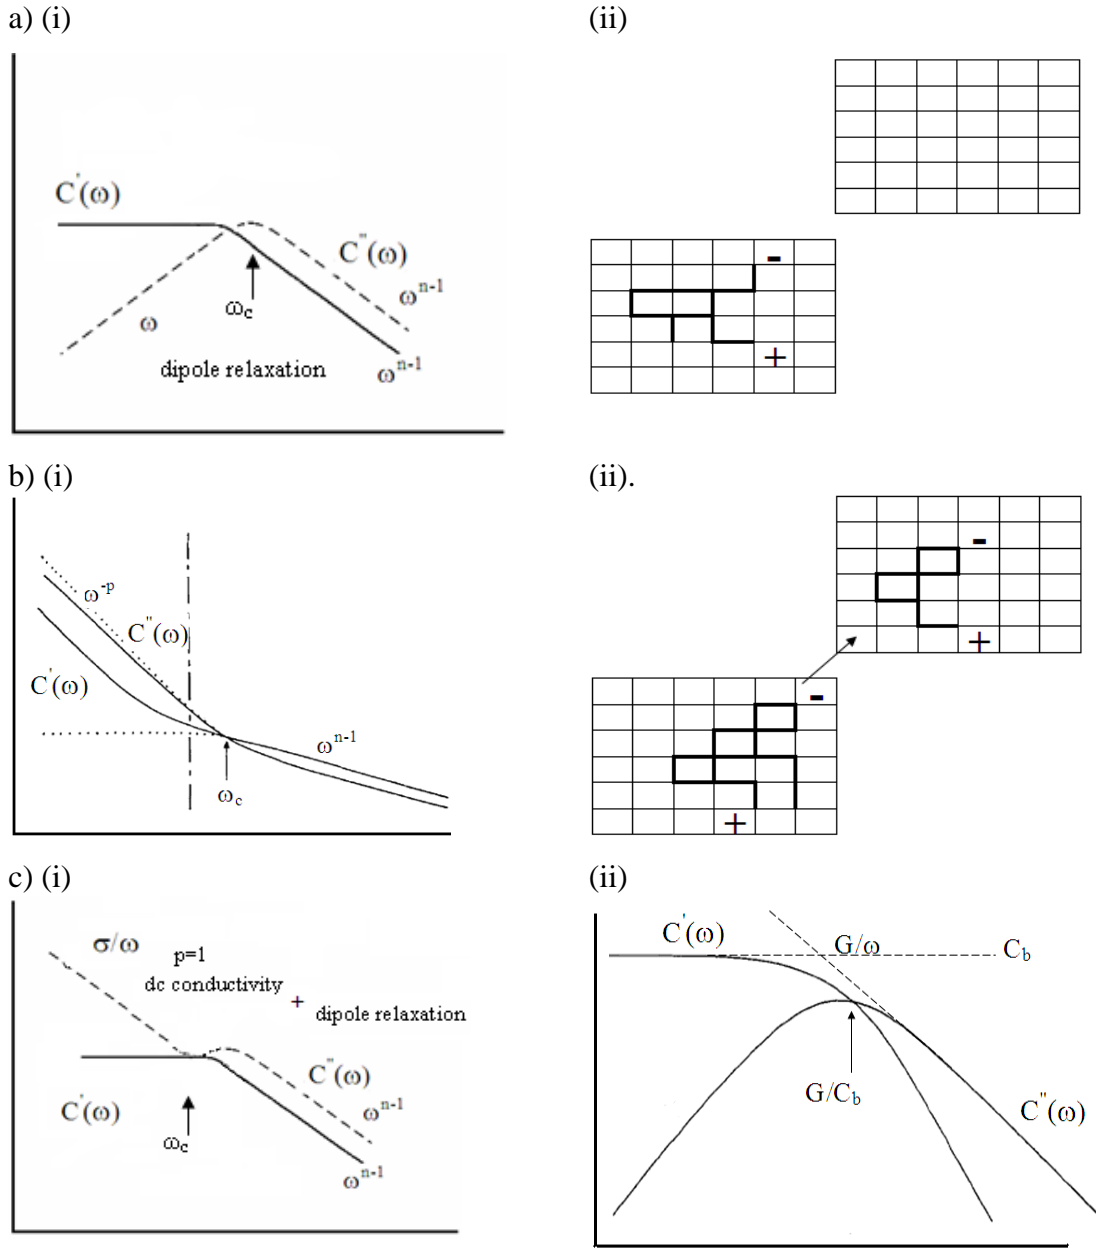 a) (i)
(ii)
C'(ω)
C"(ω)
ω^{n-1}
ω_c
ω
dipole relaxation
ω^{n-1}
-
+
b) (i)
(ii).
ω^{-p}
C"(ω)
C'(ω)
ω^{n-1}
ω_c
-
+
-
+
c) (i)
(ii)
σ/ω
p=1
dc conductivity
+
dipole relaxation
C"(ω)
C'(ω)
ω^{n-1}
ω_c
ω^{n-1}
C'(ω)
G/ω
C_b
G/C_b
C"(ω)